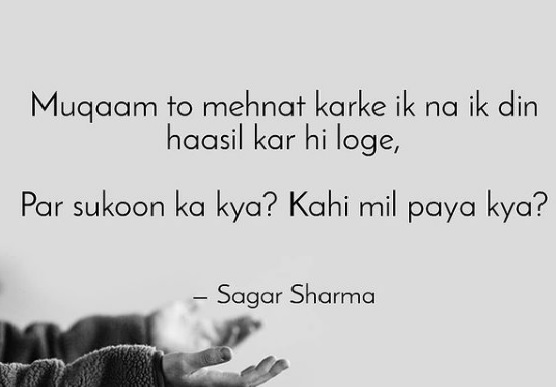 Muqaam to mehnat karke ik na ik din
haasil kar hi loge,
Par sukoon ka kya? Kahi mil paya kya?
– Sagar Sharma